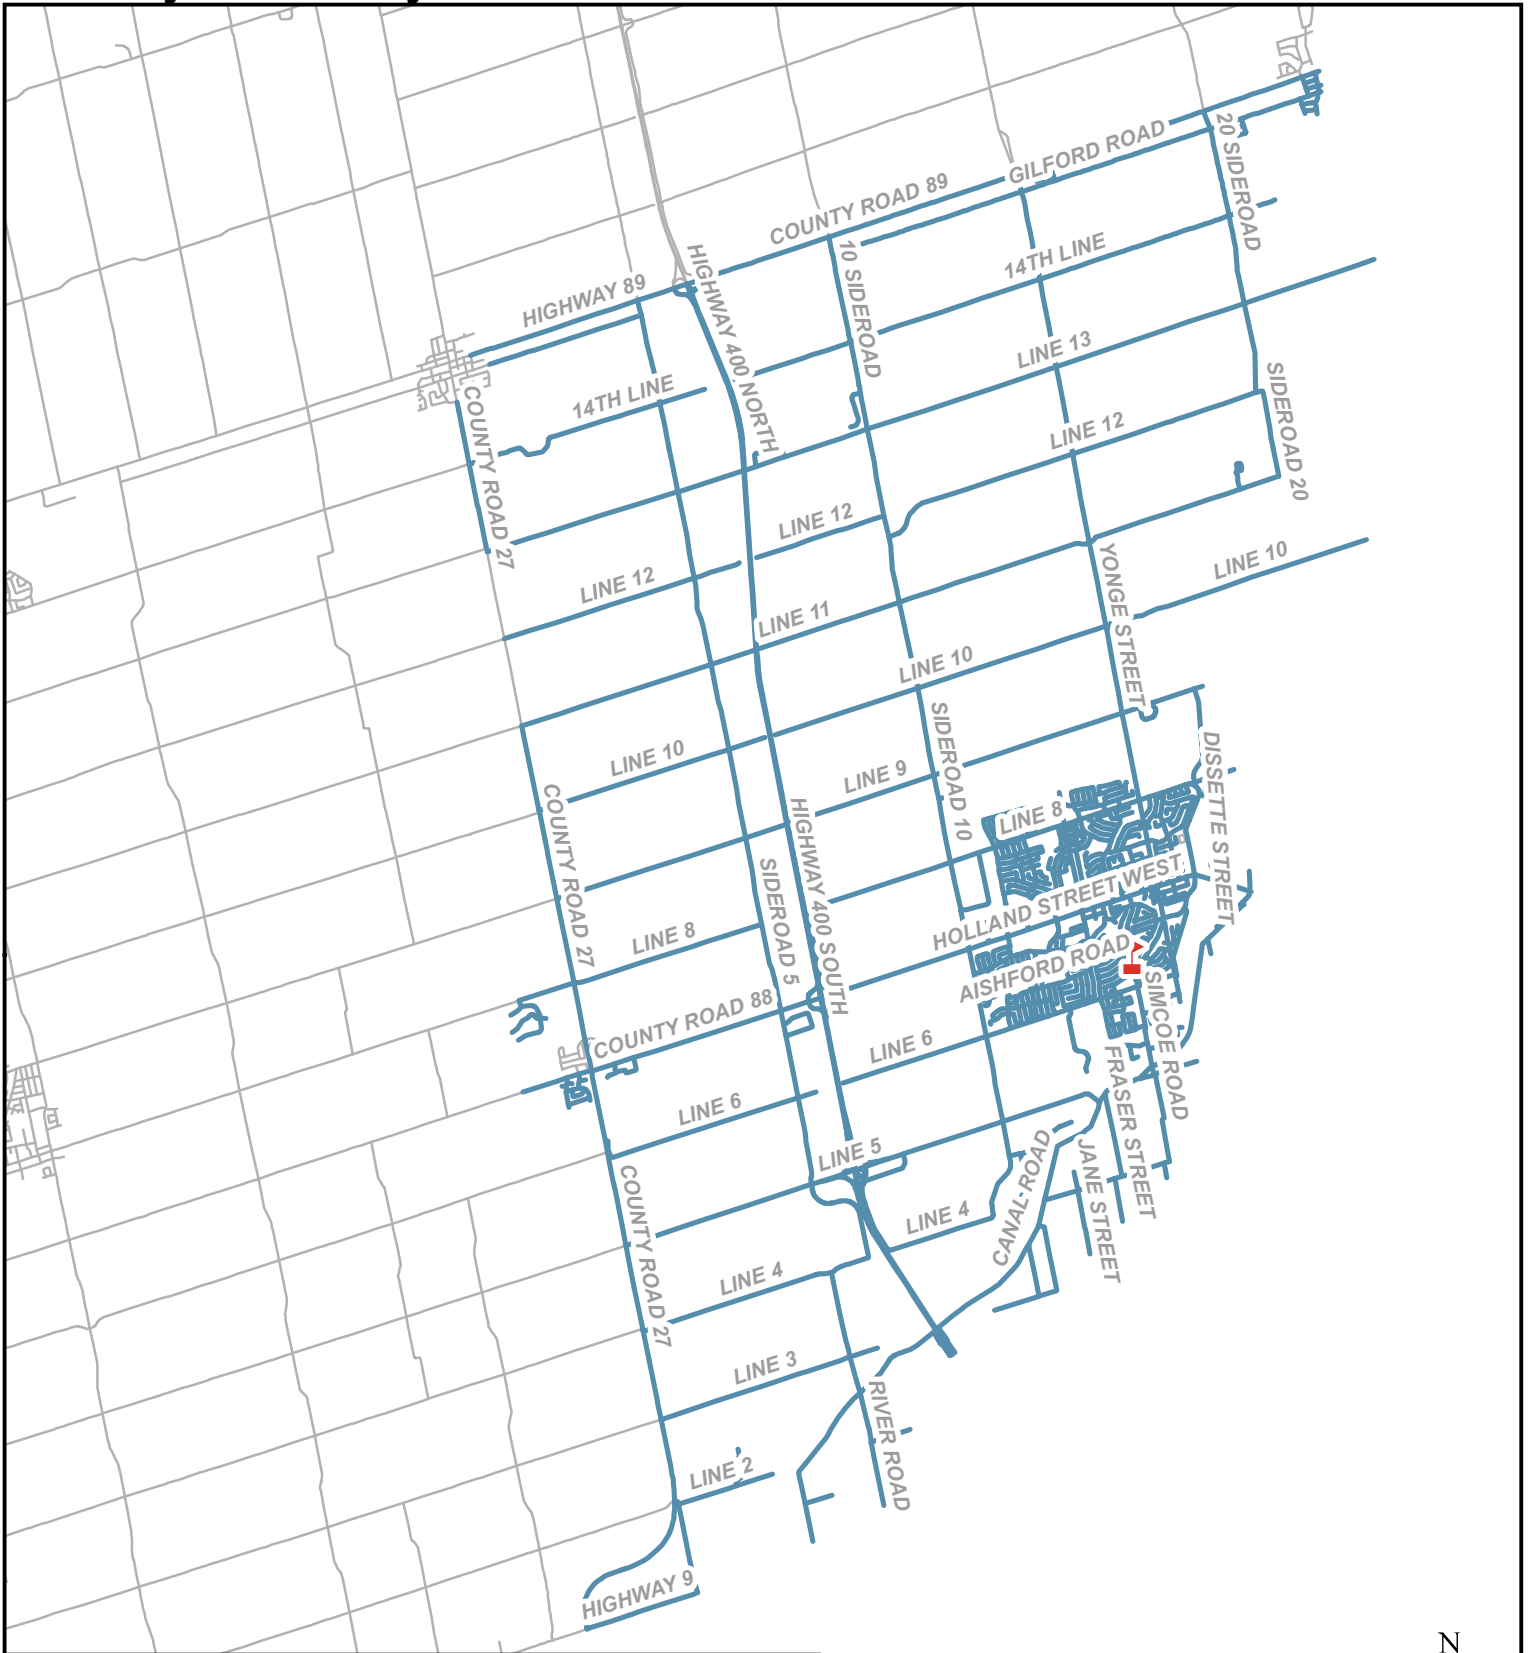 GILFORD ROAD
20 SIDEROAD
COUNTY ROAD 89
HIGHWAY 89
HIGHWAY 400 NORTH
10 SIDEROAD
14TH LINE
14TH LINE
LINE 13
COUNTY ROAD 27
SIDEROAD 20
LINE 12
LINE 12
LINE 12
LINE 10
YONGE STREET
LINE 11
LINE 10
LINE 10
SIDEROAD 10
LINE 9
DISSETTE STREET
COUNTY ROAD 27
HIGHWAY 400 SOUTH
LINE 8
SIDEROAD 5
HOLLAND STREET WEST
LINE 8
AISHFORD ROAD
COUNTY ROAD 88
SIMCOE ROAD
LINE 6
FRASER STREET
LINE 6
LINE 5
CANAL ROAD
JANE STREET
COUNTY ROAD 27
LINE 4
LINE 4
LINE 3
RIVER ROAD
LINE 2
HIGHWAY 9
N